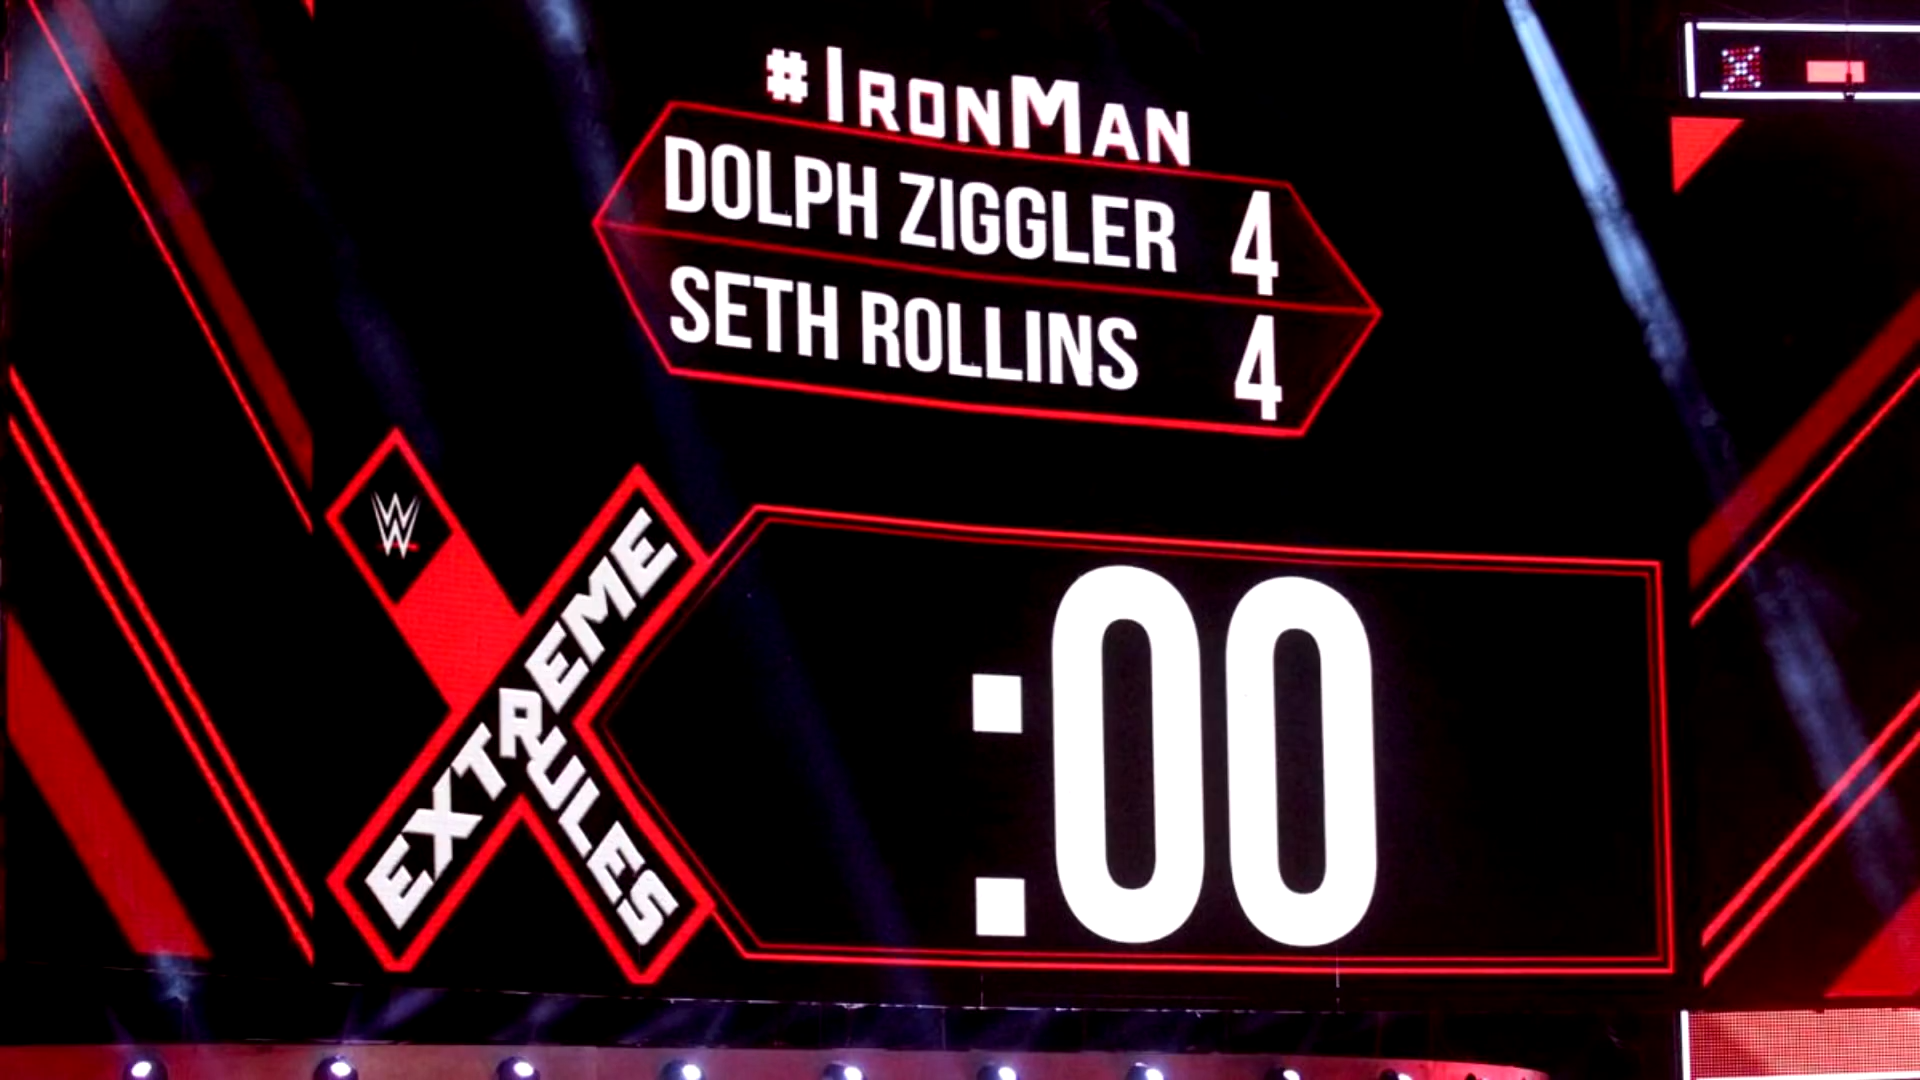 #IRONMAN
DOLPH ZIGGLER 4
SETH ROLLINS 4
W
EXTREME
RULES
:00